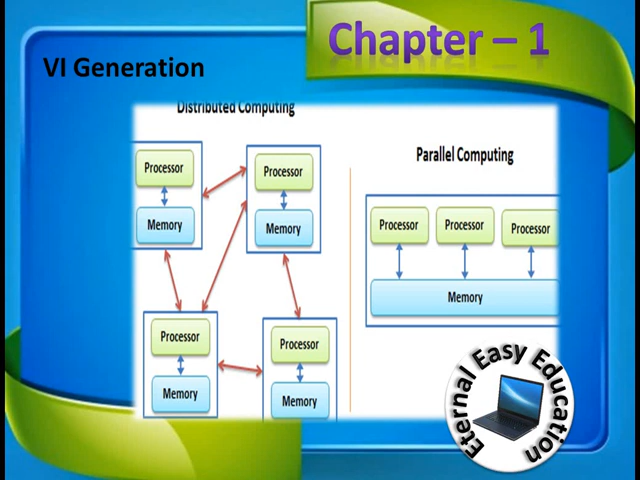 Chapter – 1
VI Generation
Distributed Computing
Processor
Memory
Processor
Memory
Processor
Memory
Processor
Memory
Parallel Computing
Processor Processor Processor
Memory
Eternal Easy Education